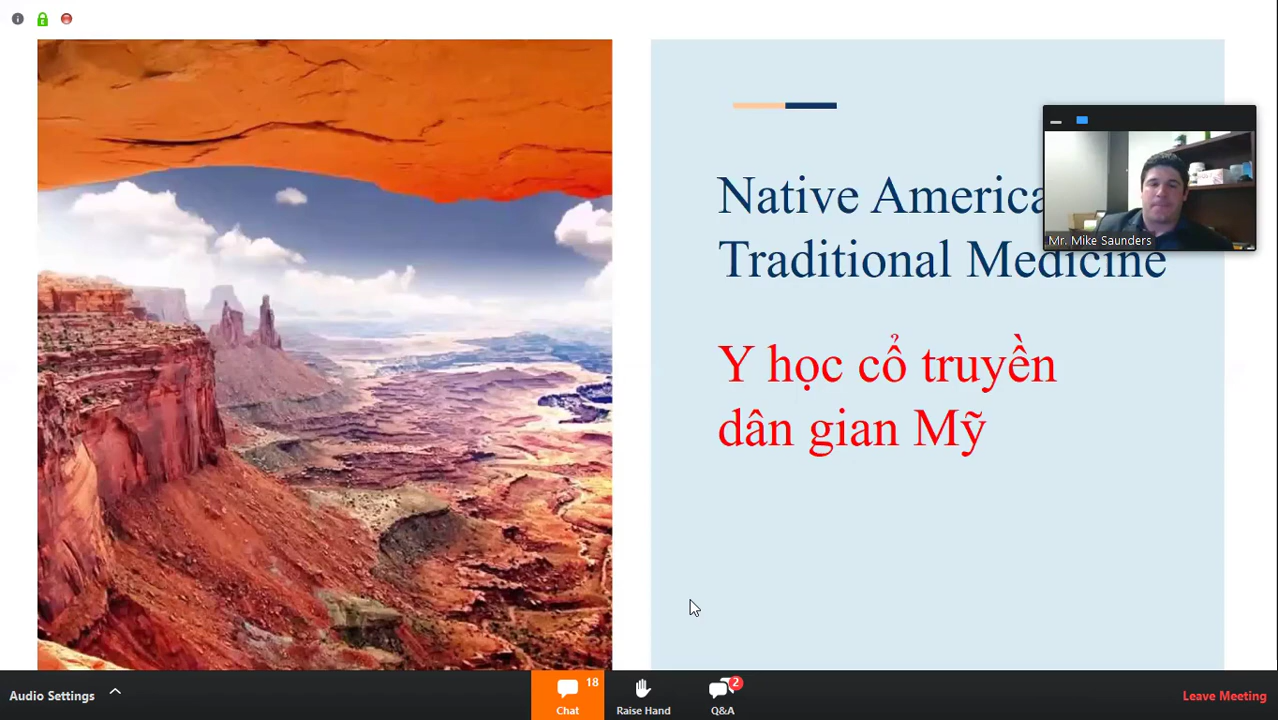 Native America
Traditional Medicine
Mr. Mike Saunders
Y học cổ truyền
dân gian Mỹ
Audio Settings
18
Chat
Raise Hand
2
Q&A
Leave Meeting